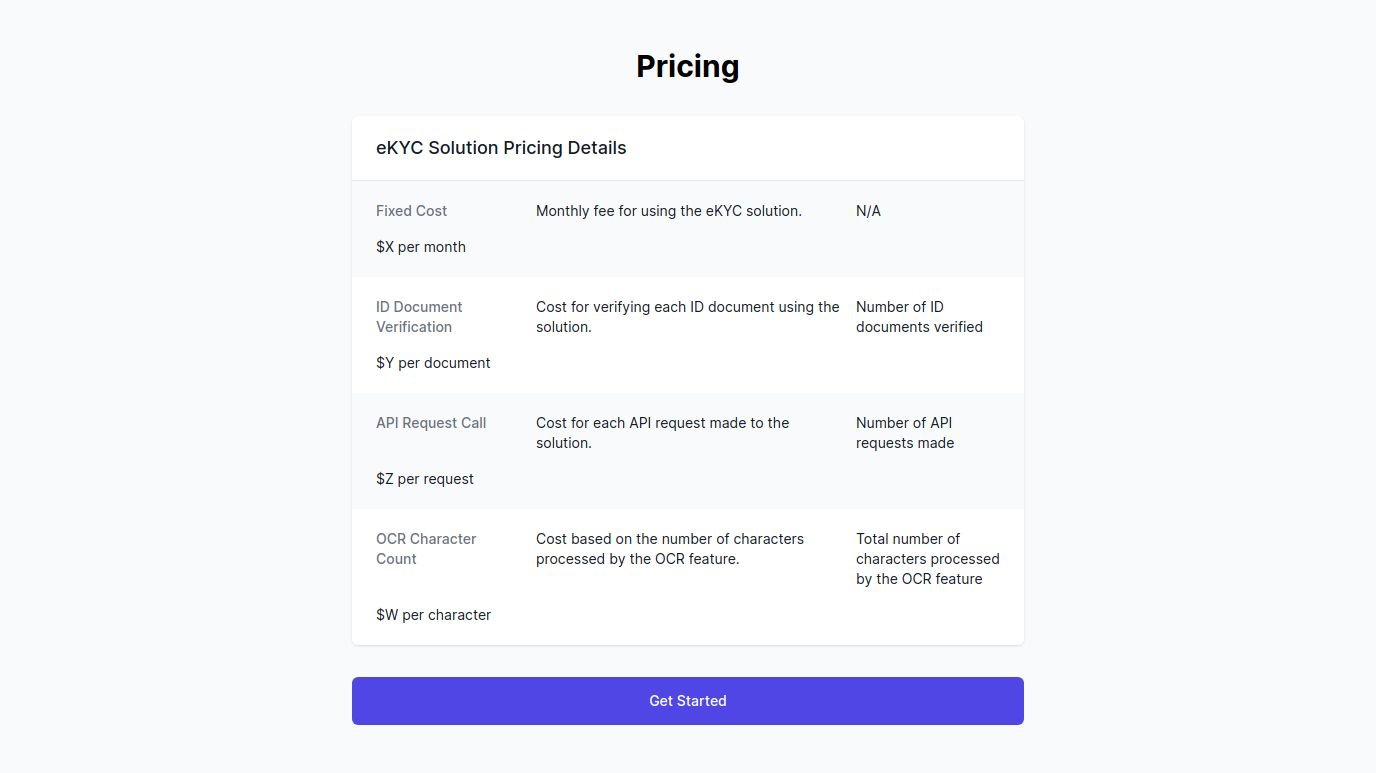 Pricing
eKYC Solution Pricing Details
Fixed Cost
Monthly fee for using the eKYC solution.
N/A
$X per month
ID Document
Verification
Cost for verifying each ID document using the
solution.
Number of ID
documents verified
$Y per document
API Request Call
Cost for each API request made to the
solution.
Number of API
requests made
$Z per request
OCR Character
Count
Cost based on the number of characters
processed by the OCR feature.
Total number of
characters processed
by the OCR feature
$W per character
Get Started